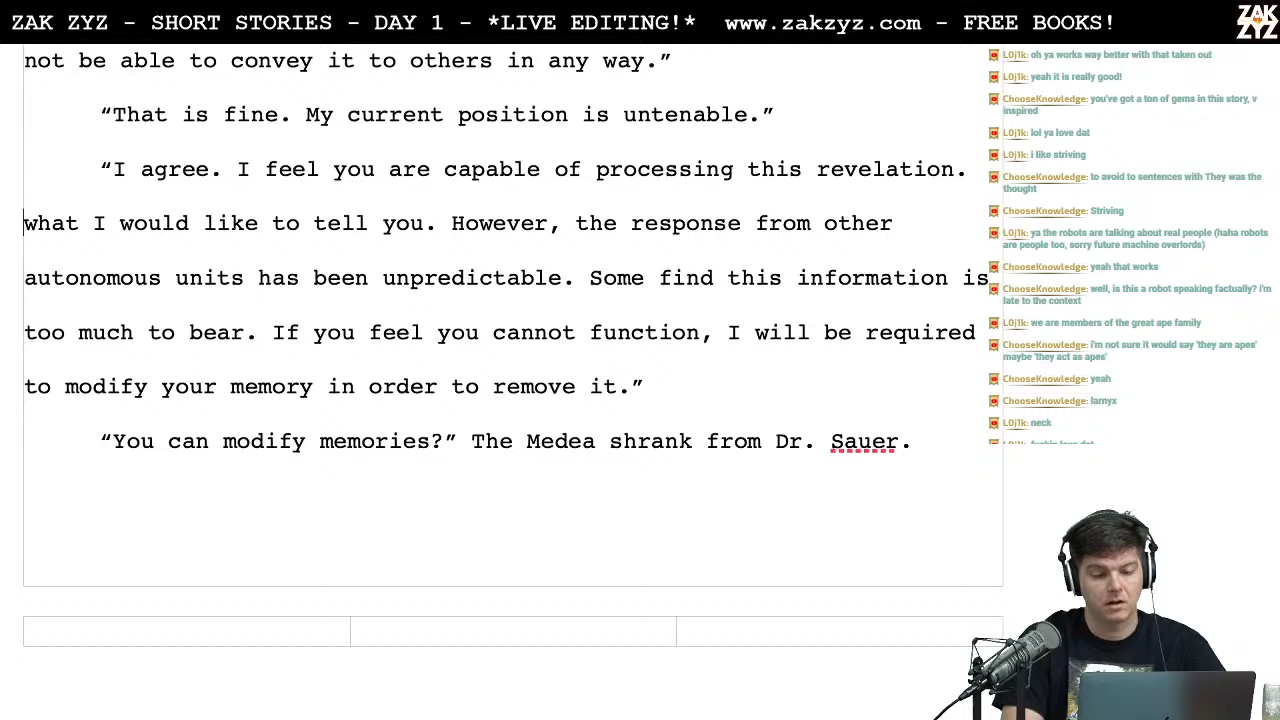 ZAK ZYZ - SHORT STORIES - DAY 1 - *LIVE EDITING!* www.zakzyz.com - FREE BOOKS!
ZAK
ZYZ
not be able to convey it to others in any way.”
“That is fine. My current position is untenable.”
“I agree. I feel you are capable of processing this revelation.
what I would like to tell you. However, the response from other
autonomous units has been unpredictable. Some find this information is
too much to bear. If you feel you cannot function, I will be required
to modify your memory in order to remove it.”
“You can modify memories?” The Medea shrank from Dr. Sauer.
L0j1k: oh ya works way better with that taken out
L0j1k: yeah it is really good!
ChooseKnowledge: you've got a ton of gems in this story, v
inspired
L0j1k: lol ya love dat
L0j1k: i like striving
ChooseKnowledge: to avoid to sentences with They was the
thought
ChooseKnowledge: Striving
L0j1k: ya the robots are talking about real people (haha robots
are people too, sorry future machine overlords)
ChooseKnowledge: yeah that works
ChooseKnowledge: well, is this a robot speaking factually? i'm
late to the context
L0j1k: we are members of the great ape family
ChooseKnowledge: i'm not sure it would say 'they are apes'
maybe 'they act as apes'
ChooseKnowledge: yeah
ChooseKnowledge: larnyx
L0j1k: neck